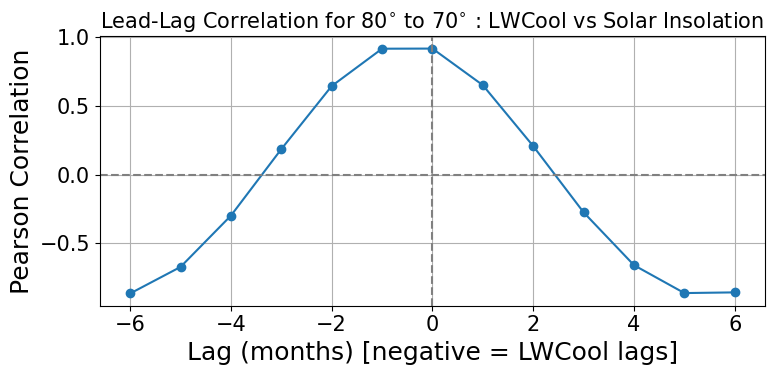 Lead-Lag Correlation for 80° to 70° : LWCool vs Solar Insolation
Pearson Correlation
1.0
0.5
0.0
−0.5
−6 −4 −2 0 2 4 6
Lag (months) [negative = LWCool lags]